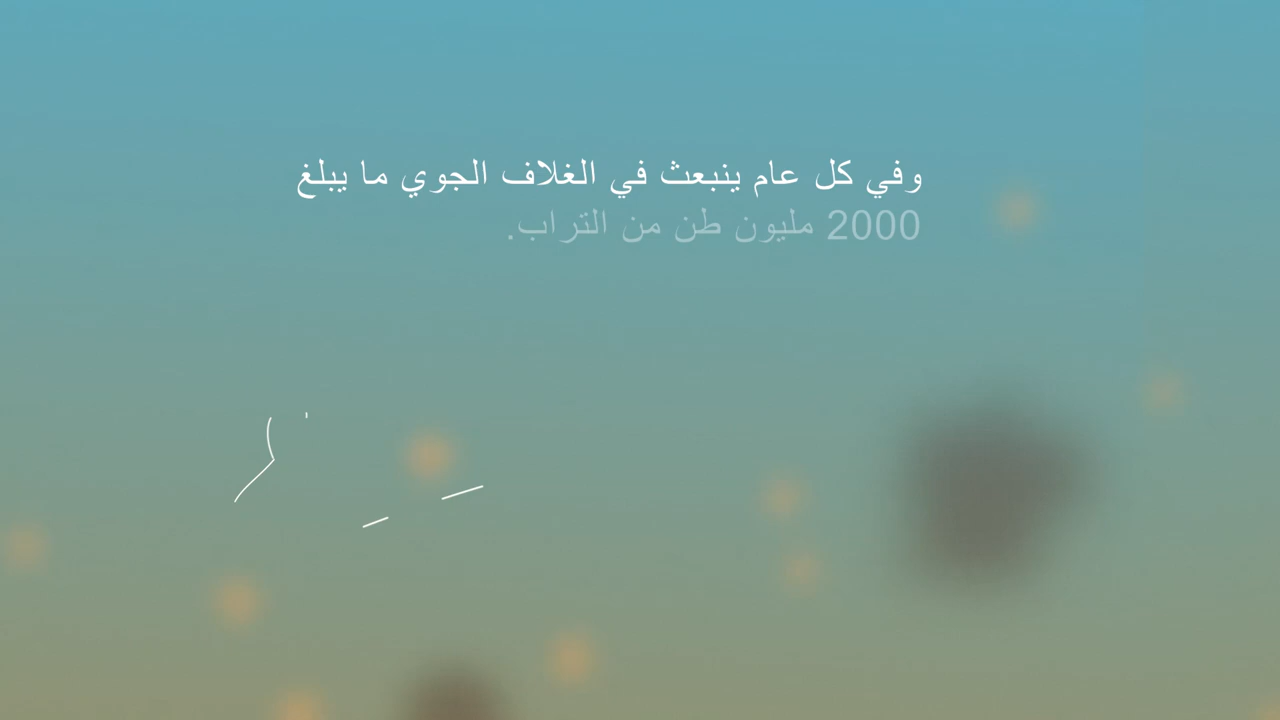 وفي كل عام ينبعث في الغلاف الجوي ما يبلغ
2000 مليون طن من التراب.